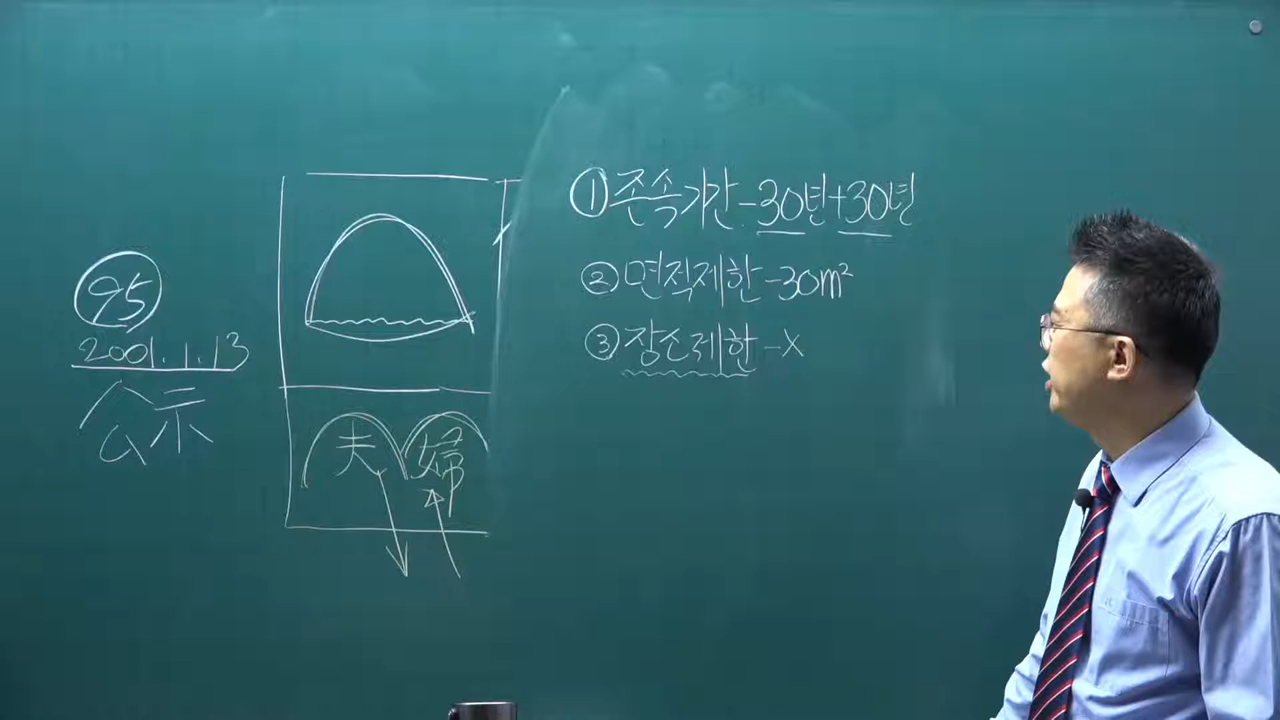 95
2001.1.13
公示
夫 婦
① 존속기간-30년+30년
② 면적제한-30m²
③ 장소제한-X